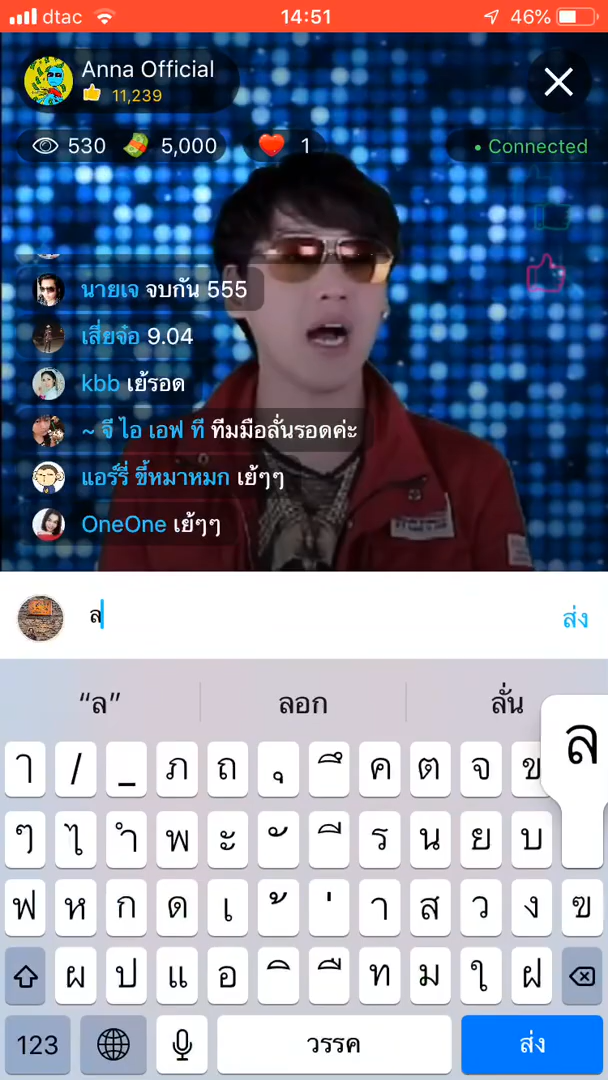 dtac 14:51 46%
Anna Official
11,239
530 5,000 1 • Connected
นายเจ จบกัน 555
เสี่ยจ๋อ 9.04
kbb เย้รอด
~ จี ไอ เอฟ ที ทีมมือลั่นรอดค่ะ
แอร์รี่ ขี้หมาหมก เย้ๆๆ
OneOne เย้ๆๆ
ล ส่ง
“ล” ลอก ลั่น
ๅ / _ ภ ถ ุ ึ ค ต จ ข ล
ๆ ไ ำ พ ะ ั ี ร น ย บ
ฟ ห ก ด เ ้ ่ า ส ว ง ฃ
ผ ป แ อ ิ ื ท ม ใ ฝ
123 วรรค ส่ง